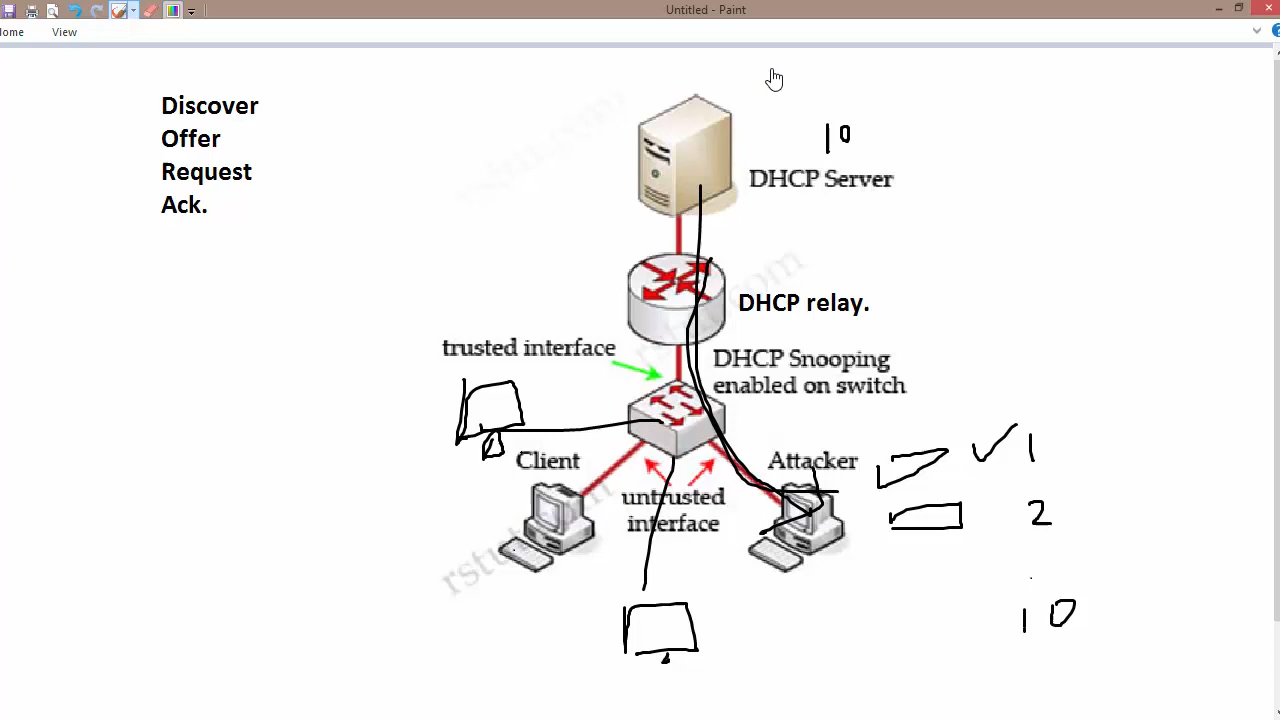 Untitled - Paint
ome
View
Discover
Offer
Request
Ack.
10
DHCP Server
DHCP relay.
trusted interface
DHCP Snooping
enabled on switch
Client
Attacker
untrusted
interface
1
2
10